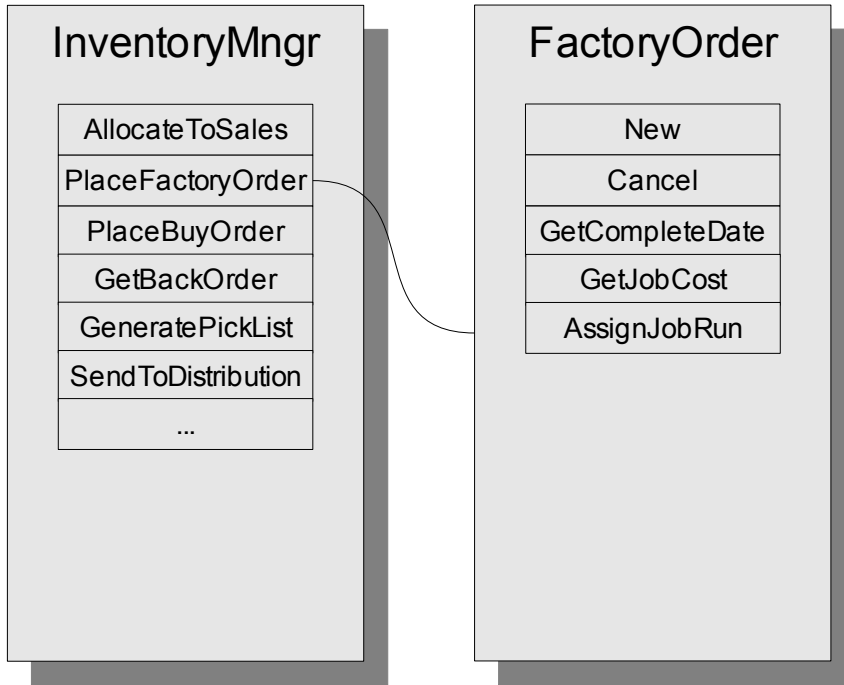 InventoryMngr
AllocateToSales
PlaceFactoryOrder
PlaceBuyOrder
GetBackOrder
GeneratePickList
SendToDistribution
...
FactoryOrder
New
Cancel
GetCompleteDate
GetJobCost
AssignJobRun